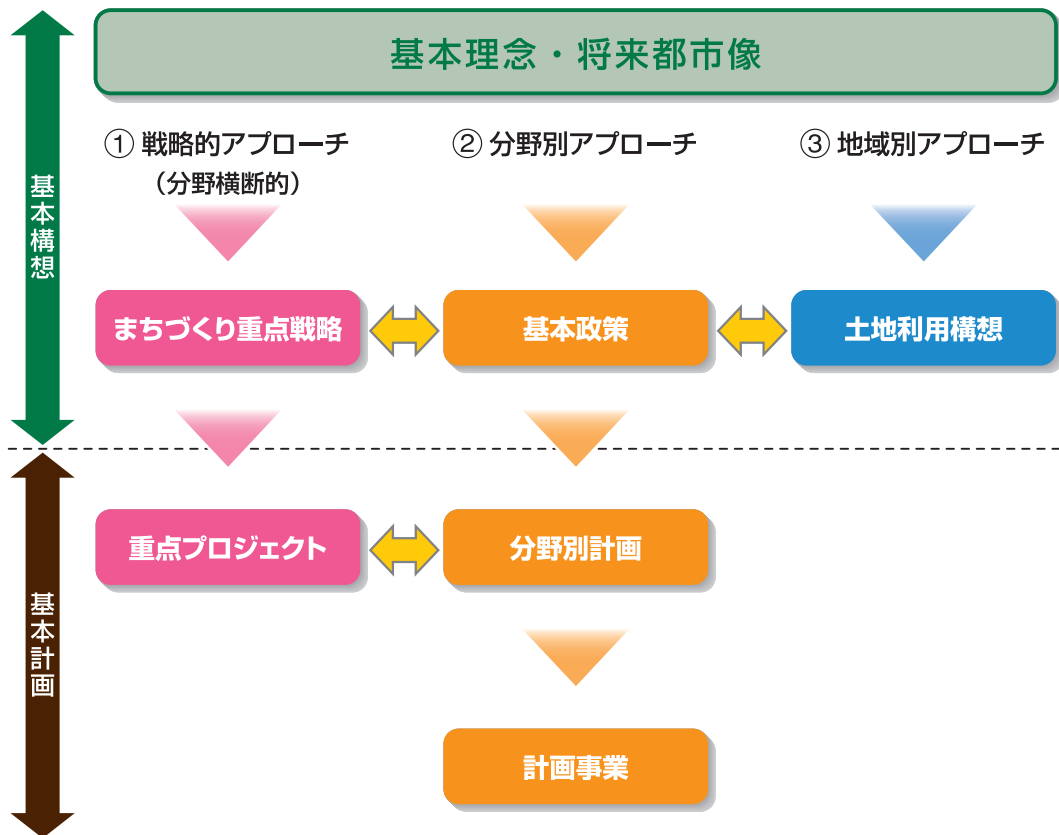 基本理念・将来都市像
① 戦略的アプローチ
（分野横断的）
② 分野別アプローチ
③ 地域別アプローチ
基本構想
まちづくり重点戦略
基本政策
土地利用構想
基本計画
重点プロジェクト
分野別計画
計画事業